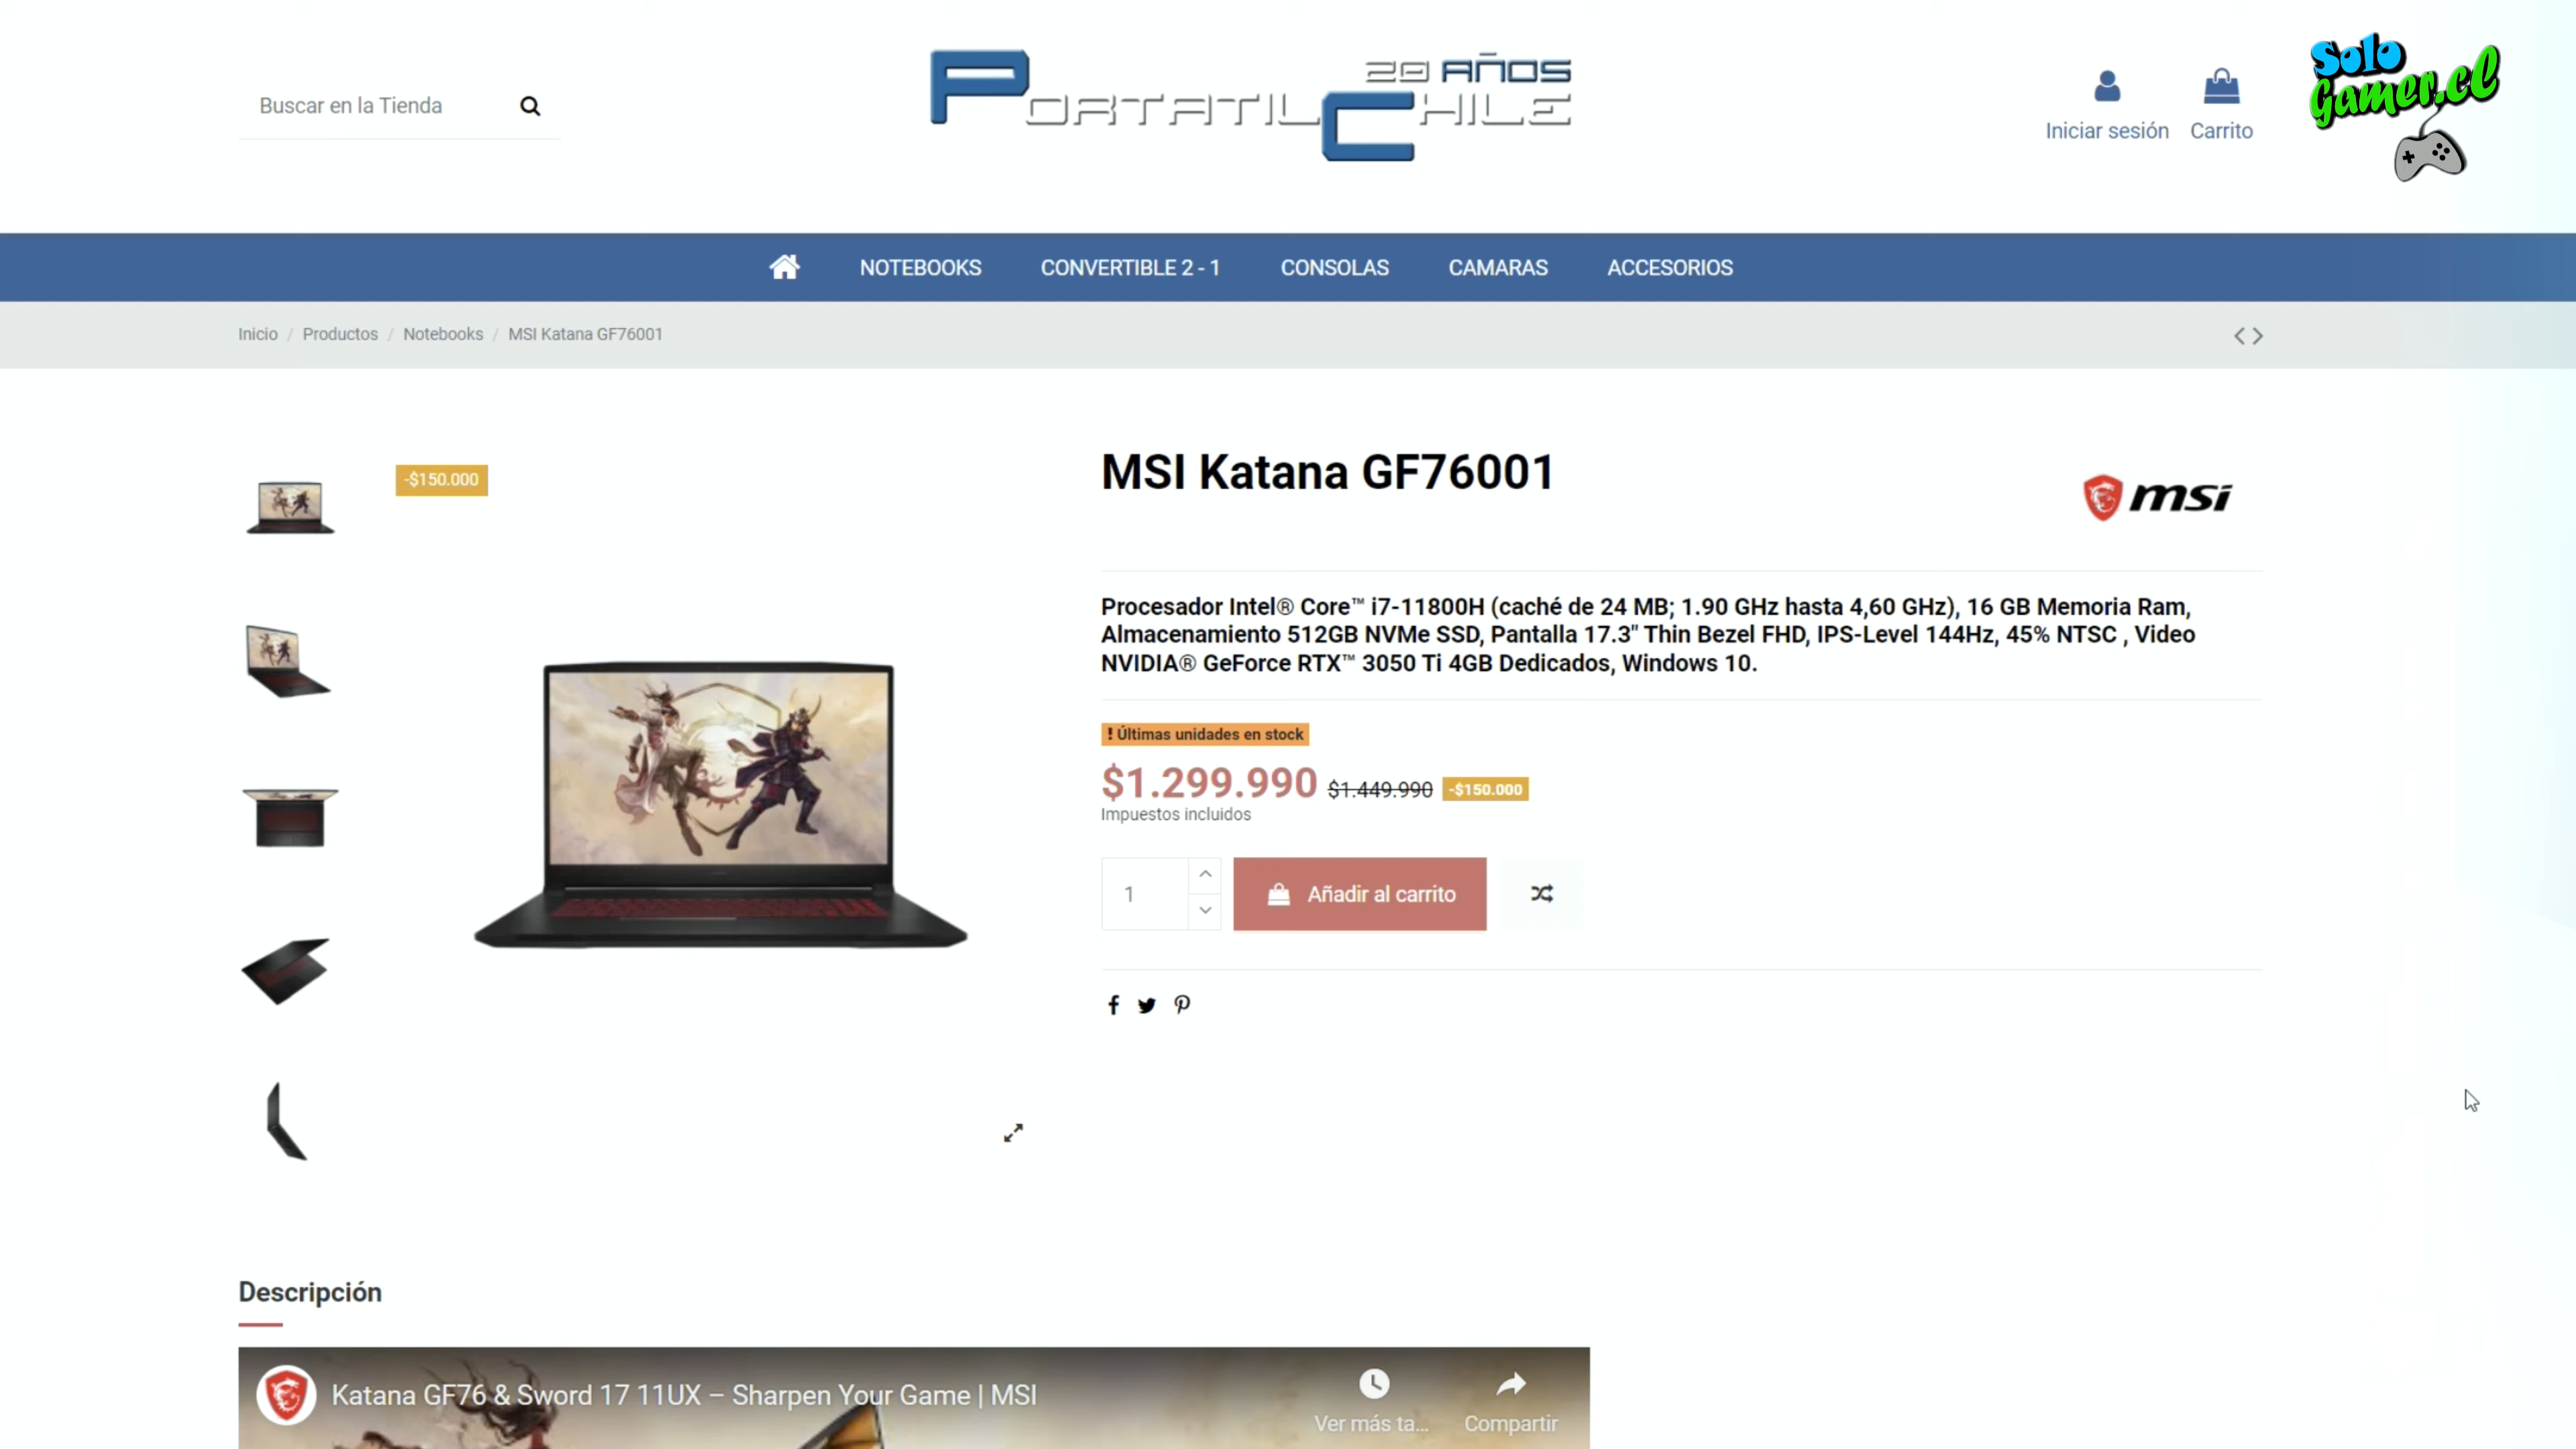 Buscar en la Tienda
20 AÑOS
PORTATIL CHILE
Iniciar sesión
Carrito
Solo
Gamer.cl
NOTEBOOKS
CONVERTIBLE 2 - 1
CONSOLAS
CAMARAS
ACCESORIOS
Inicio / Productos / Notebooks / MSI Katana GF76001
-$150.000
MSI Katana GF76001
msi
Procesador Intel® Core™ i7-11800H (caché de 24 MB; 1.90 GHz hasta 4,60 GHz), 16 GB Memoria Ram,
Almacenamiento 512GB NVMe SSD, Pantalla 17.3" Thin Bezel FHD, IPS-Level 144Hz, 45% NTSC , Video
NVIDIA® GeForce RTX™ 3050 Ti 4GB Dedicados, Windows 10.
! Últimas unidades en stock
$1.299.990 $1.449.990 -$150.000
Impuestos incluidos
1
Añadir al carrito
Descripción
Katana GF76 & Sword 17 11UX – Sharpen Your Game | MSI
Ver más ta...
Compartir